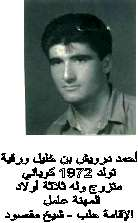 أحمد درويش بن خليل ورقية
تولد 1972 كوباني
متزوج وله ثلاثة أولاد
المهنة عامل
الإقامة حلب - شيخ مقصود